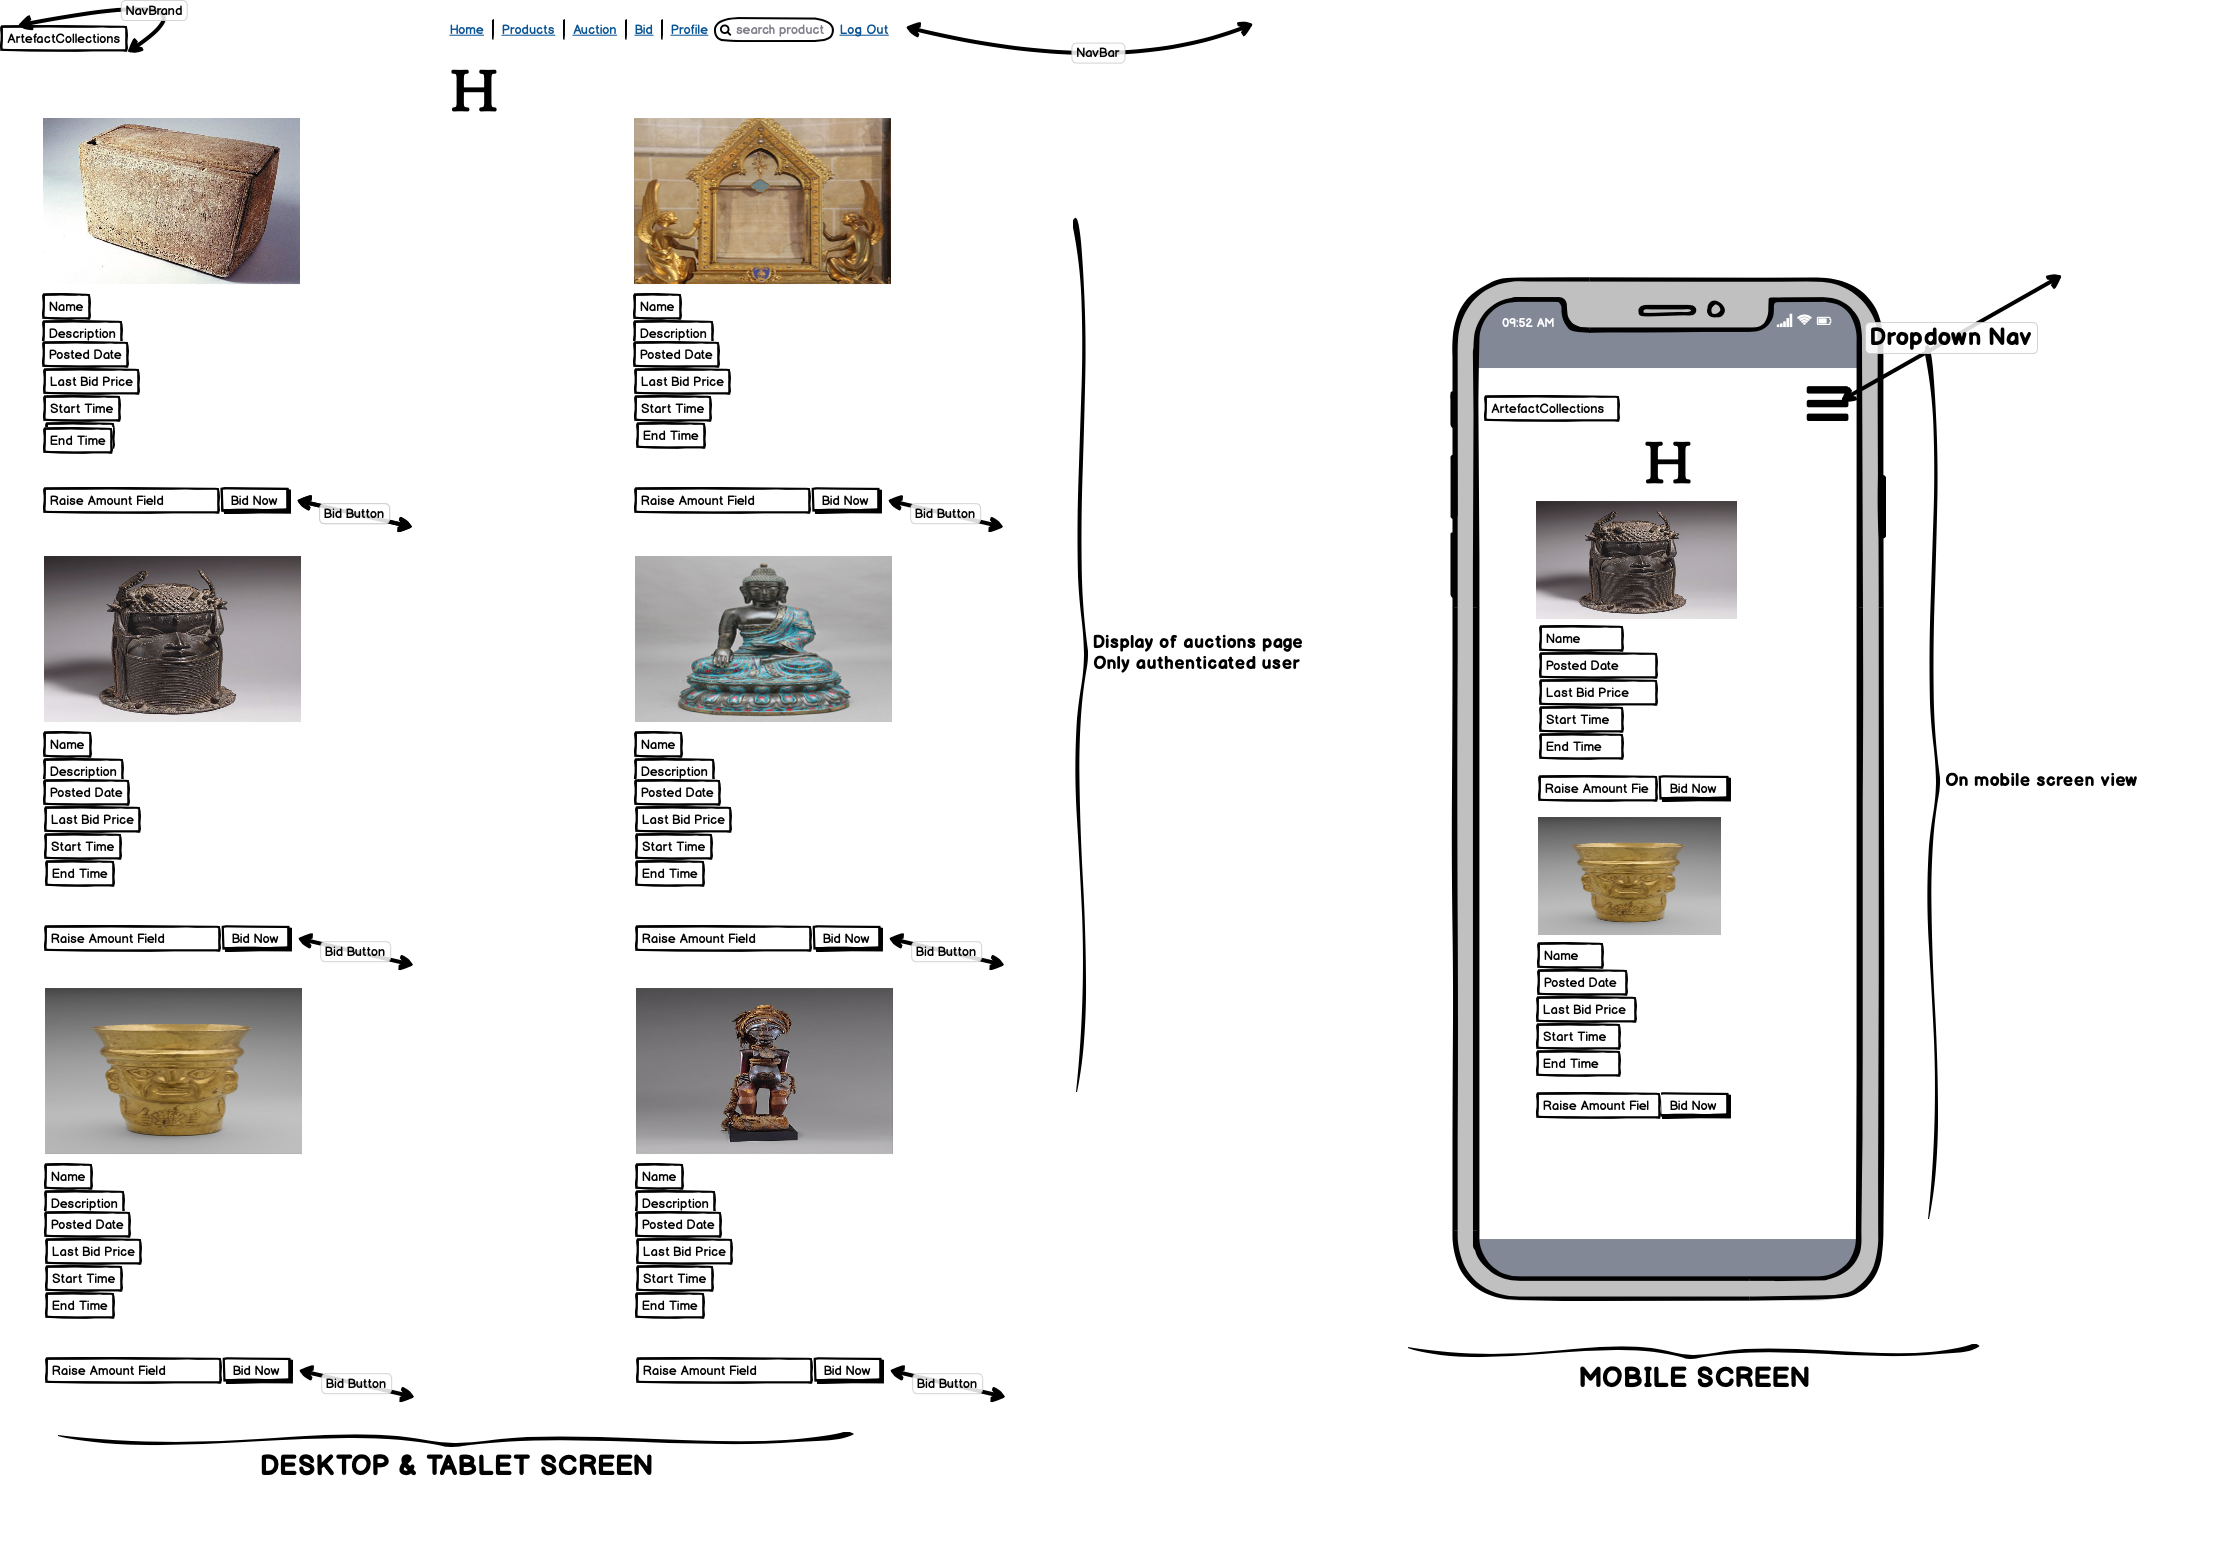 NavBrand
ArtefactCollections
Home Products Auction Bid Profile search product Log Out
NavBar
H
Name
Description
Posted Date
Last Bid Price
Start Time
End Time
Raise Amount Field Bid Now
Bid Button
Name
Description
Posted Date
Last Bid Price
Start Time
End Time
Raise Amount Field Bid Now
Bid Button
Name
Description
Posted Date
Last Bid Price
Start Time
End Time
Raise Amount Field Bid Now
Bid Button
Name
Description
Posted Date
Last Bid Price
Start Time
End Time
Raise Amount Field Bid Now
Bid Button
Name
Description
Posted Date
Last Bid Price
Start Time
End Time
Raise Amount Field Bid Now
Bid Button
Name
Description
Posted Date
Last Bid Price
Start Time
End Time
Raise Amount Field Bid Now
Bid Button
Display of auctions page
Only authenticated user
DESKTOP & TABLET SCREEN
09:52 AM
Dropdown Nav
ArtefactCollections
H
Name
Posted Date
Last Bid Price
Start Time
End Time
Raise Amount Fie Bid Now
Name
Posted Date
Last Bid Price
Start Time
End Time
Raise Amount Fiel Bid Now
On mobile screen view
MOBILE SCREEN